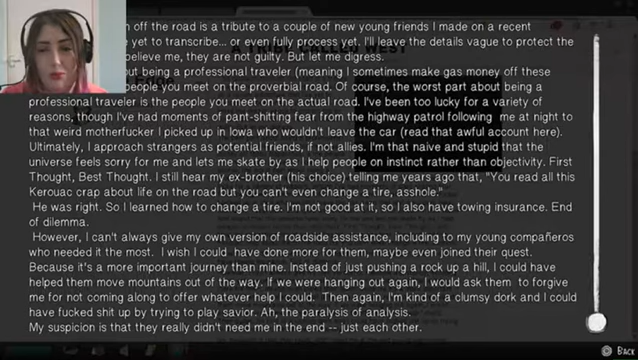 n off the road is a tribute to a couple of new young friends I made on a recent
yet to transcribe... or even fully process yet. I'll leave the details vague to protect the
believe me, they are not guilty. But let me digress.
but being a professional traveler (meaning I sometimes make gas money off these
people you meet on the proverbial road. Of course, the worst part about being a
professional traveler is the people you meet on the actual road. I've been too lucky for a variety of
reasons, though I've had moments of pant-shitting fear from the highway patrol following me at night to
that weird motherfucker I picked up in Iowa who wouldn't leave the car (read that awful account here).
Ultimately, I approach strangers as potential friends, if not allies. I'm that naive and stupid that the
universe feels sorry for me and lets me skate by as I help people on instinct rather than objectivity. First
Thought, Best Thought. I still hear my ex-brother (his choice) telling me years ago that, "You read all this
Kerouac crap about life on the road but you can't even change a tire, asshole."
He was right. So I learned how to change a tire. I'm not good at it, so I also have towing insurance. End
of dilemma.
However, I can't always give my own version of roadside assistance, including to my young compañeros
who needed it the most. I wish I could have done more for them, maybe even joined their quest.
Because it's a more important journey than mine. Instead of just pushing a rock up a hill, I could have
helped them move mountains out of the way. If we were hanging out again, I would ask them to forgive
me for not coming along to offer whatever help I could. Then again, I'm kind of a clumsy dork and I could
have fucked shit up by trying to play savior. Ah, the paralysis of analysis.
My suspicion is that they really didn't need me in the end -- just each other.
Back